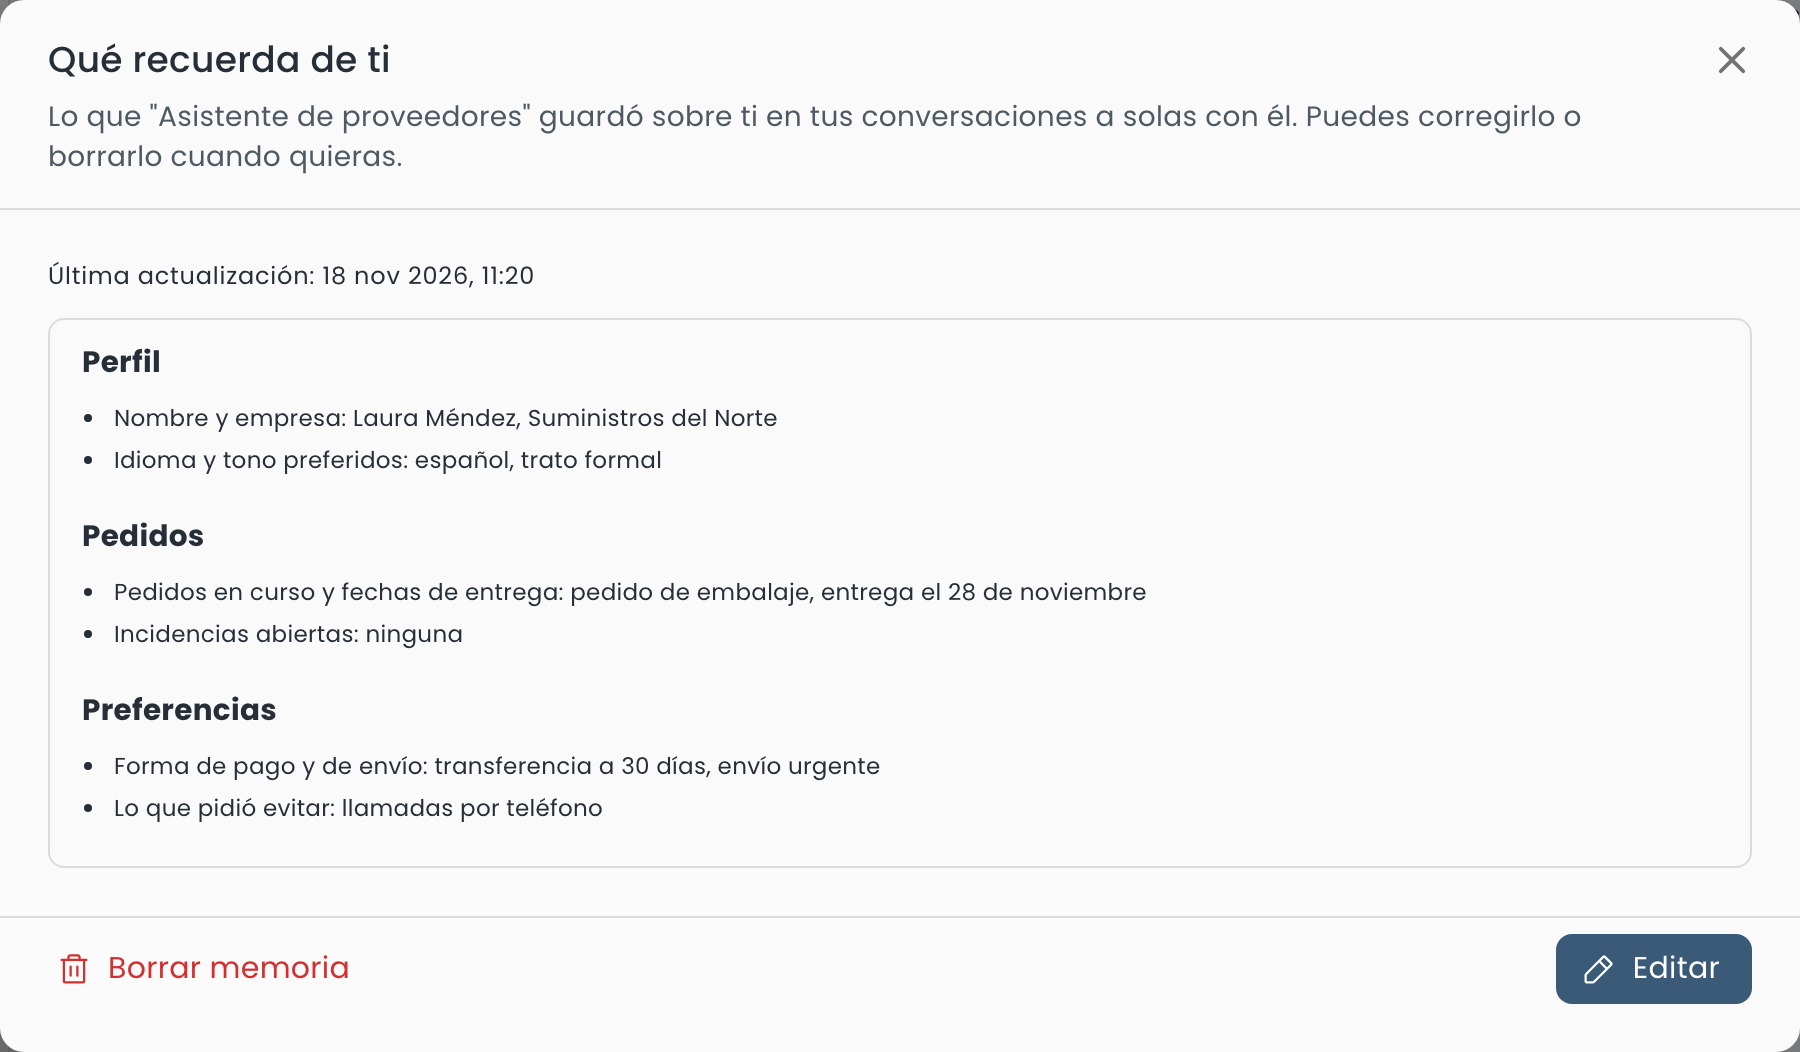 Qué recuerda de ti
Lo que "Asistente de proveedores" guardó sobre ti en tus conversaciones a solas con él. Puedes corregirlo o
borrarlo cuando quieras.
Última actualización: 18 nov 2026, 11:20
Perfil
Nombre y empresa: Laura Méndez, Suministros del Norte
Idioma y tono preferidos: español, trato formal
Pedidos
Pedidos en curso y fechas de entrega: pedido de embalaje, entrega el 28 de noviembre
Incidencias abiertas: ninguna
Preferencias
Forma de pago y de envío: transferencia a 30 días, envío urgente
Lo que pidió evitar: llamadas por teléfono
Borrar memoria
Editar